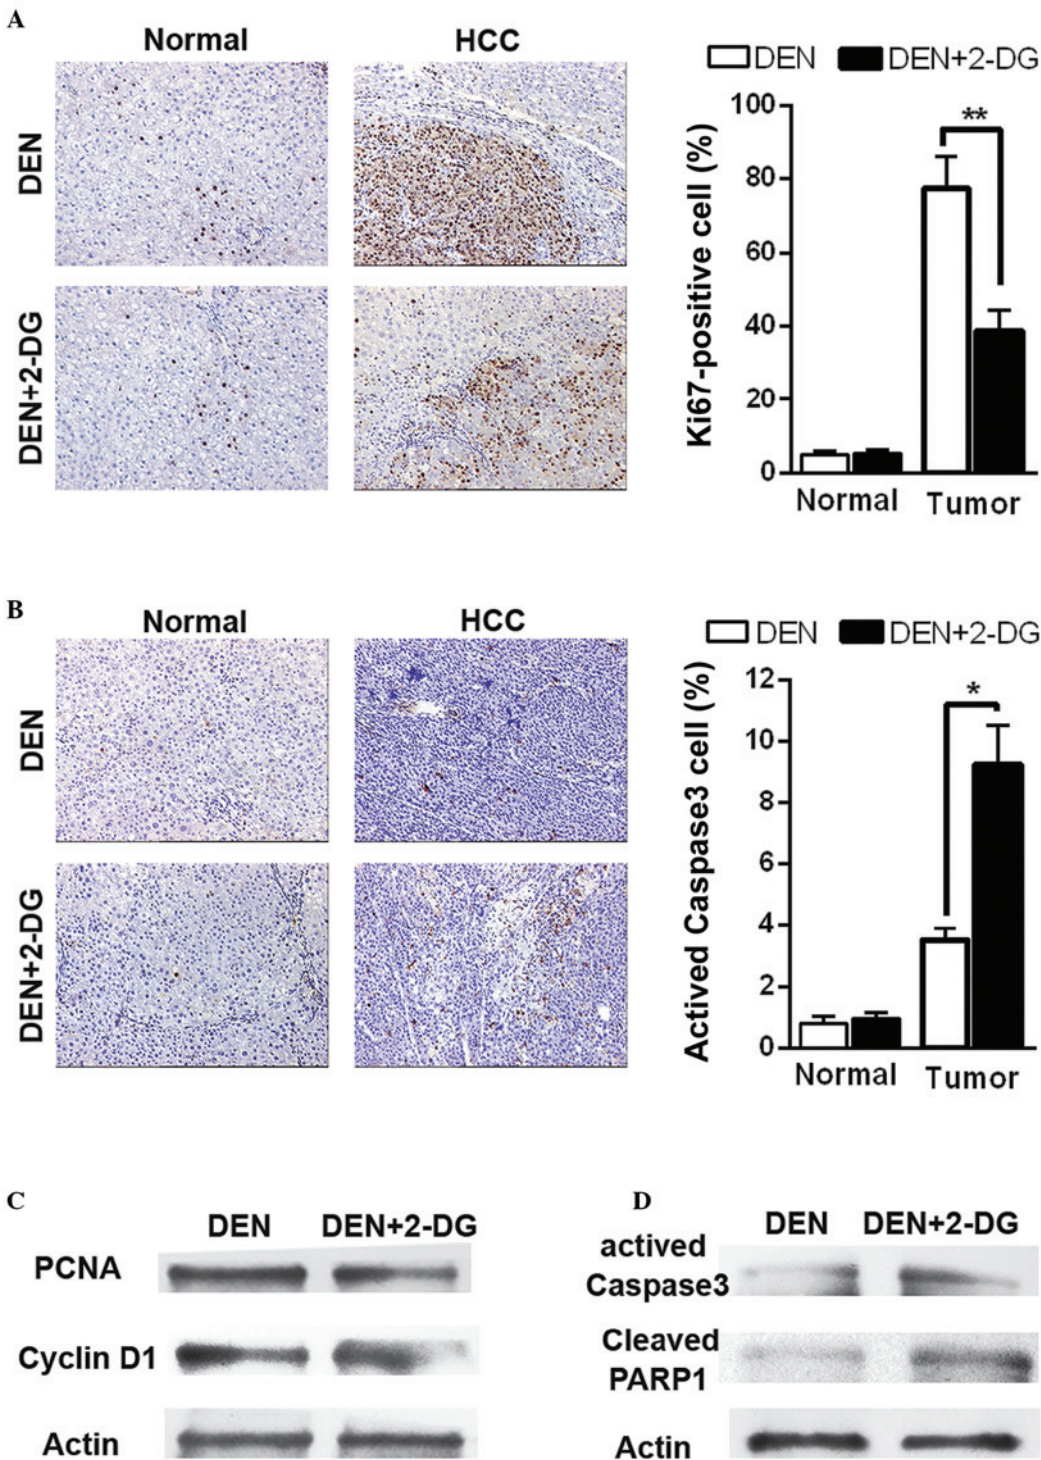 A
Normal
HCC
DEN
DEN+2-DG
DEN
DEN+2-DG
Ki67-positive cell (%)
100
80
60
40
20
0
**
Normal
Tumor
B
Normal
HCC
DEN
DEN+2-DG
DEN
DEN+2-DG
Actived Caspase3 cell (%)
12
10
8
6
4
2
0
*
Normal
Tumor
C
DEN
DEN+2-DG
PCNA
Cyclin D1
Actin
D
DEN
DEN+2-DG
actived
Caspase3
Cleaved
PARP1
Actin